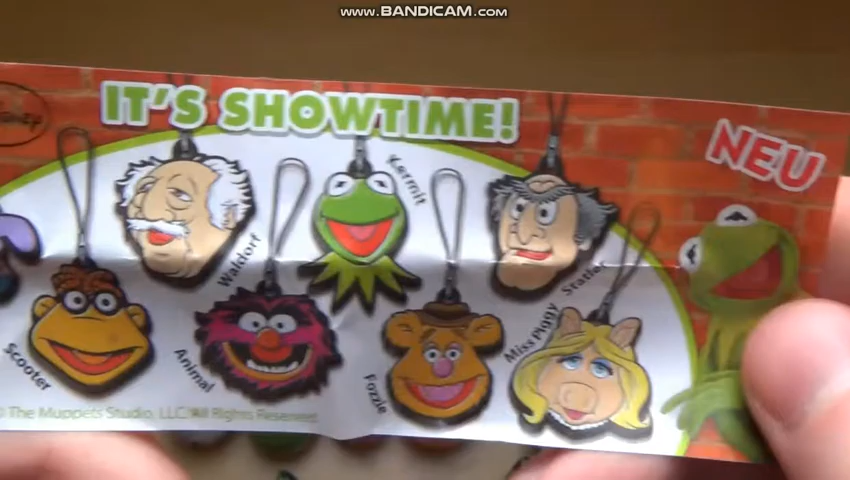 WWW.BANDICAM.COM
Disney
IT'S SHOWTIME!
NEU
Kermit
Waldorf
Statler
Miss Piggy
Scooter
Animal
Fozzie
© The Muppets Studio, LLC. All Rights Reserved.